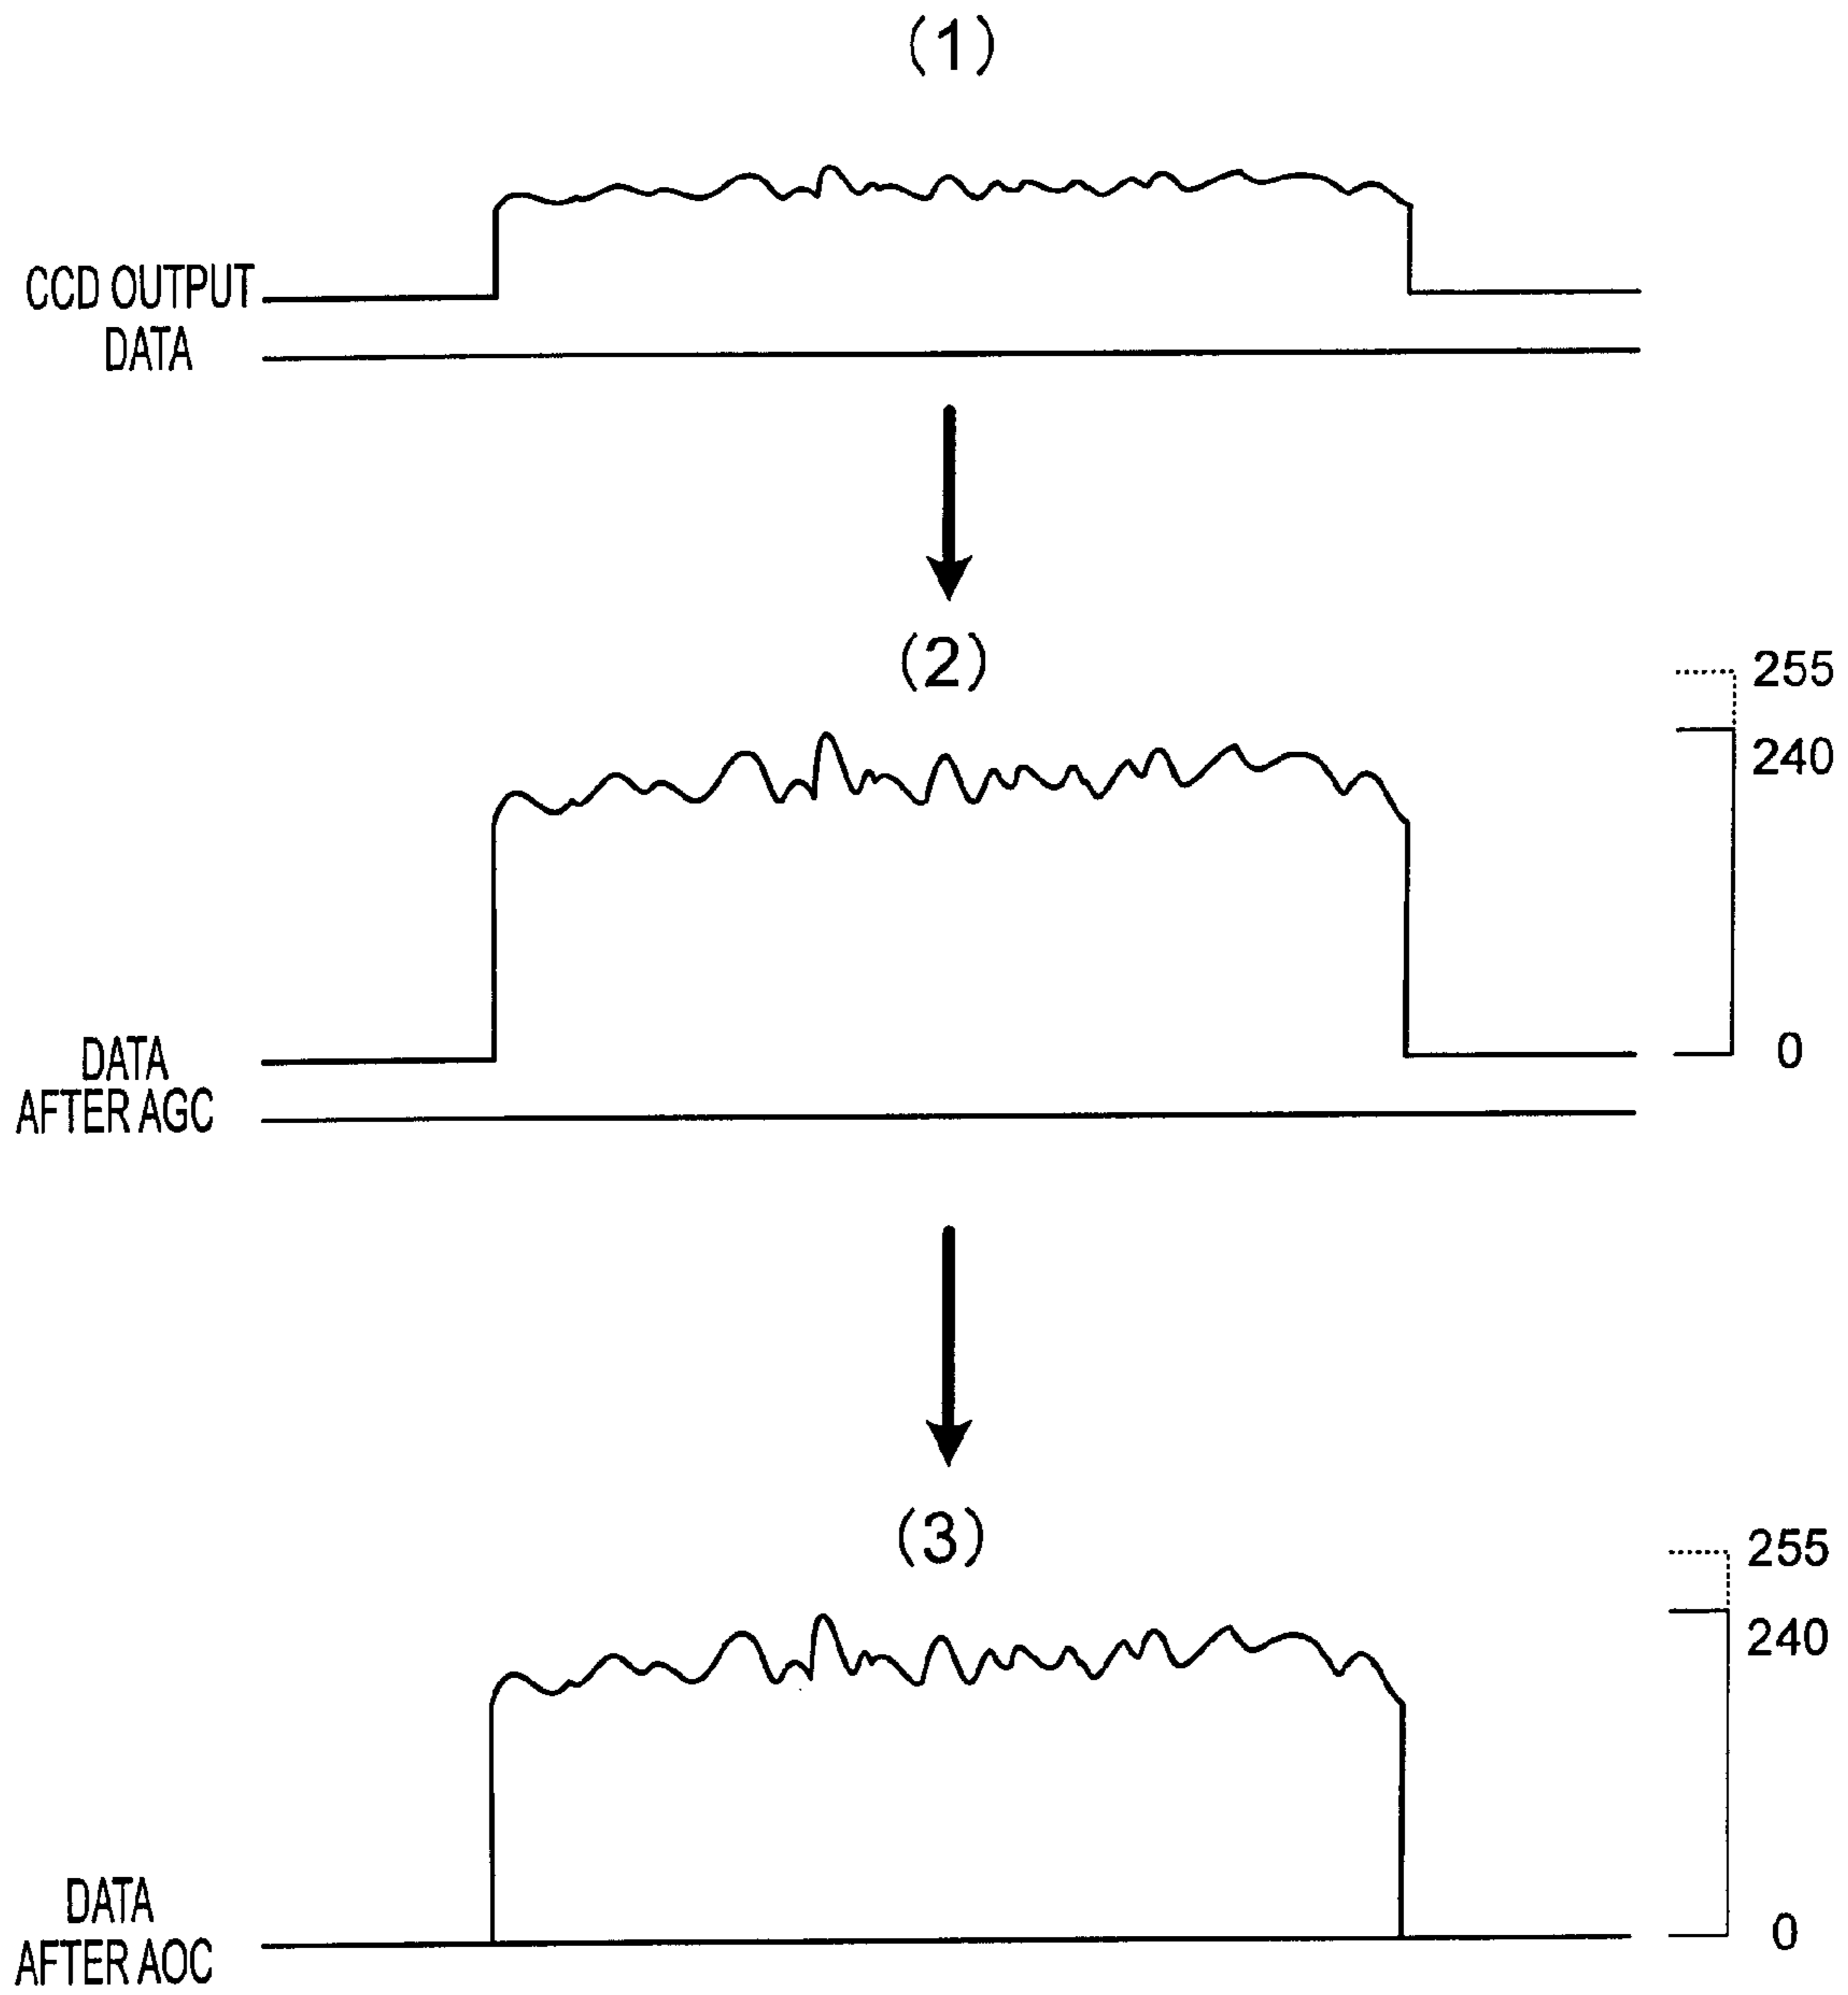 (1)
CCD OUTPUT
DATA
(2)
255
240
DATA
0
AFTER AGC
(3)
255
240
DATA
0
AFTER AOC